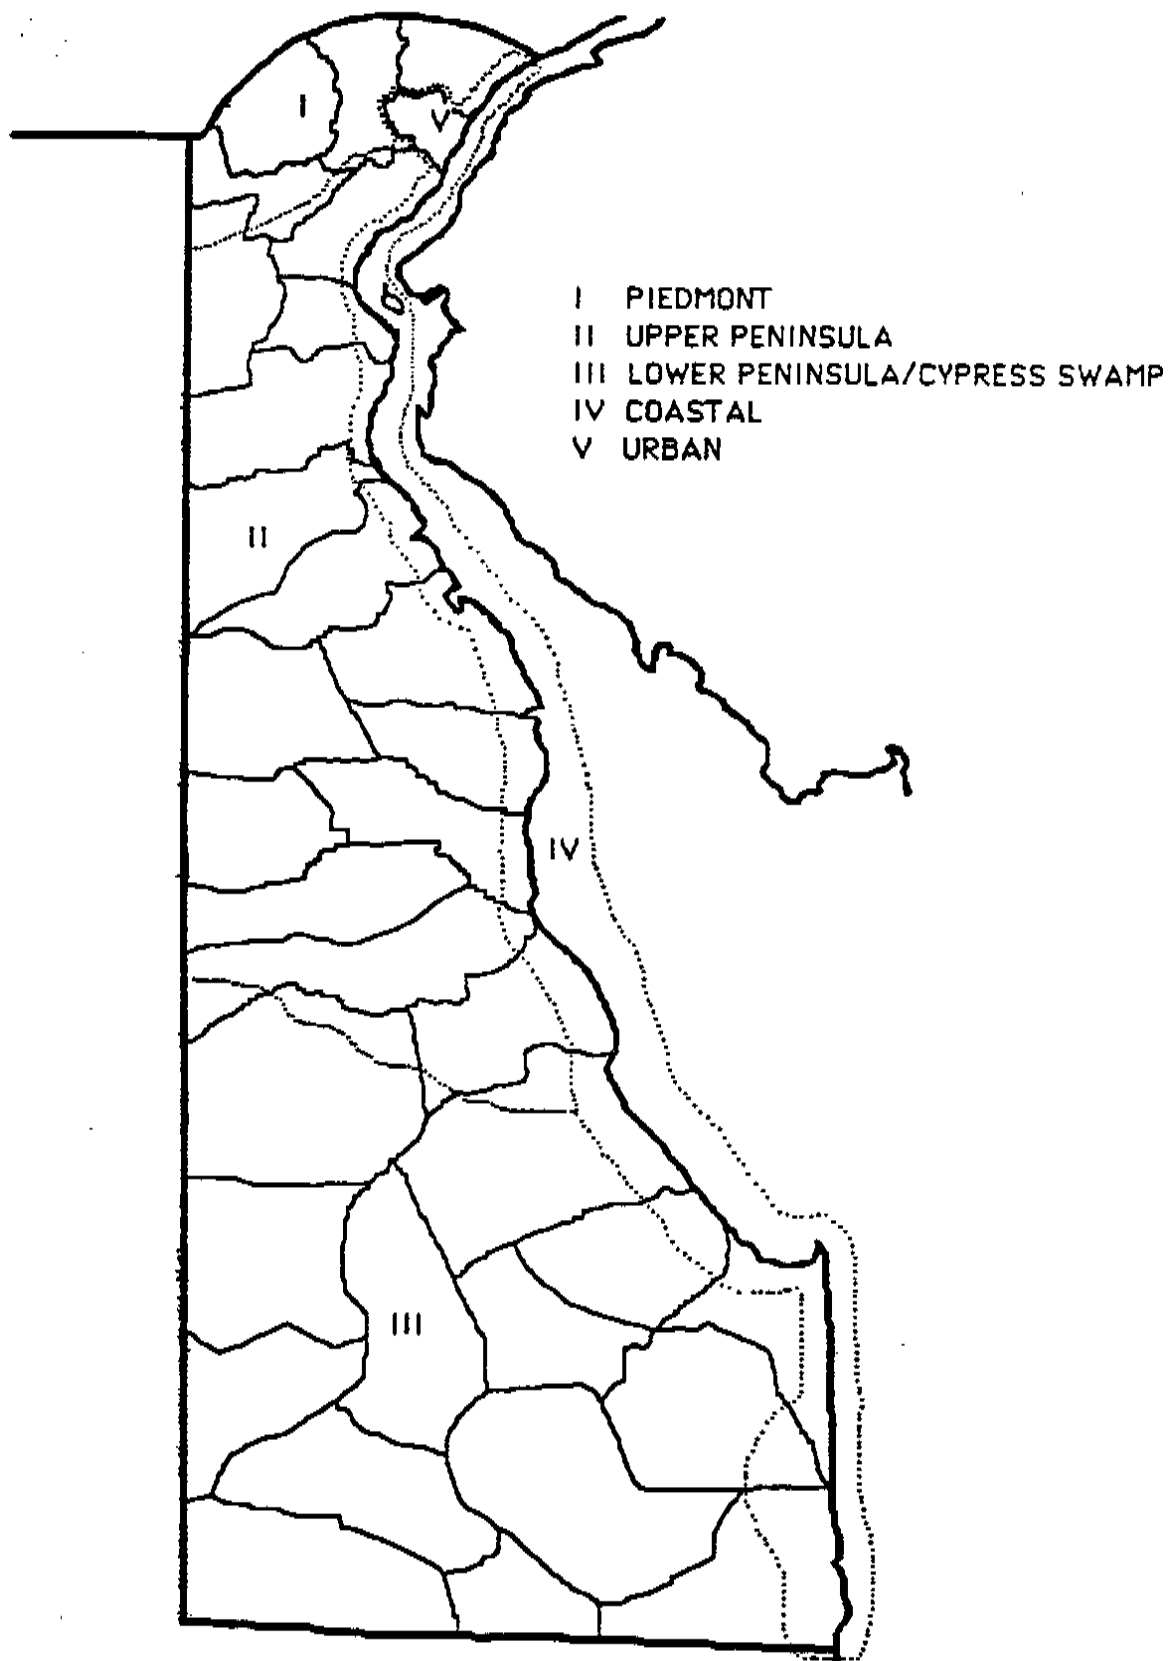 I
V
I PIEDMONT
II UPPER PENINSULA
III LOWER PENINSULA/CYPRESS SWAMP
IV COASTAL
V URBAN
II
IV
III